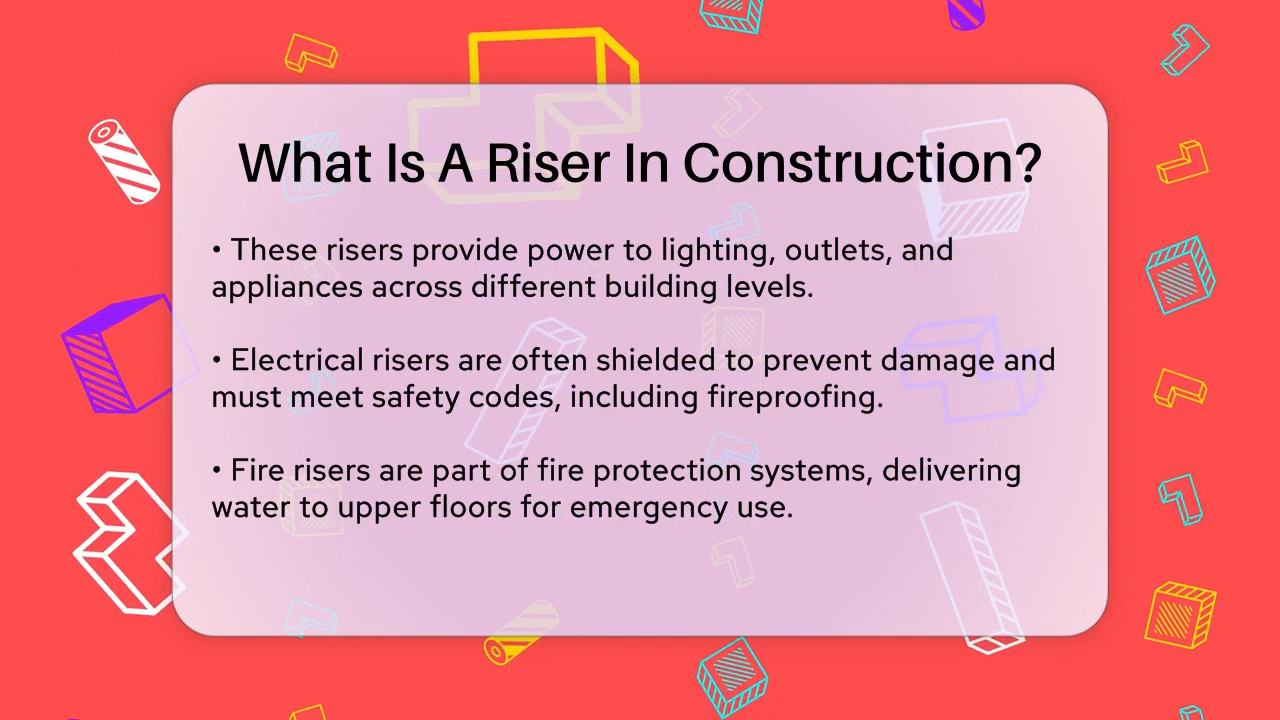 What Is A Riser In Construction?
• These risers provide power to lighting, outlets, and
appliances across different building levels.
• Electrical risers are often shielded to prevent damage and
must meet safety codes, including fireproofing.
• Fire risers are part of fire protection systems, delivering
water to upper floors for emergency use.